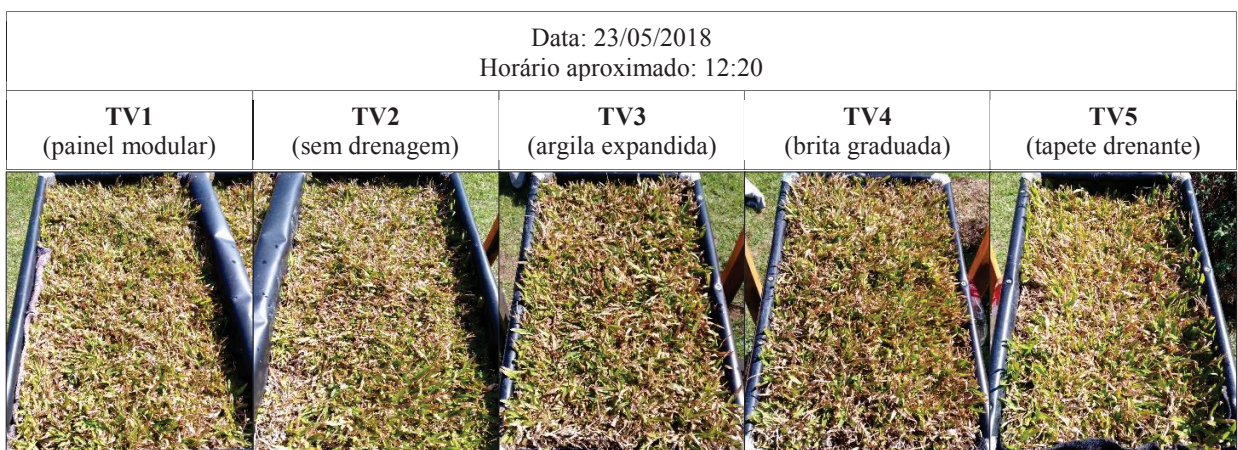 Data: 23/05/2018
Horário aproximado: 12:20
TV1
(painel modular)
TV2
(sem drenagem)
TV3
(argila expandida)
TV4
(brita graduada)
TV5
(tapete drenante)